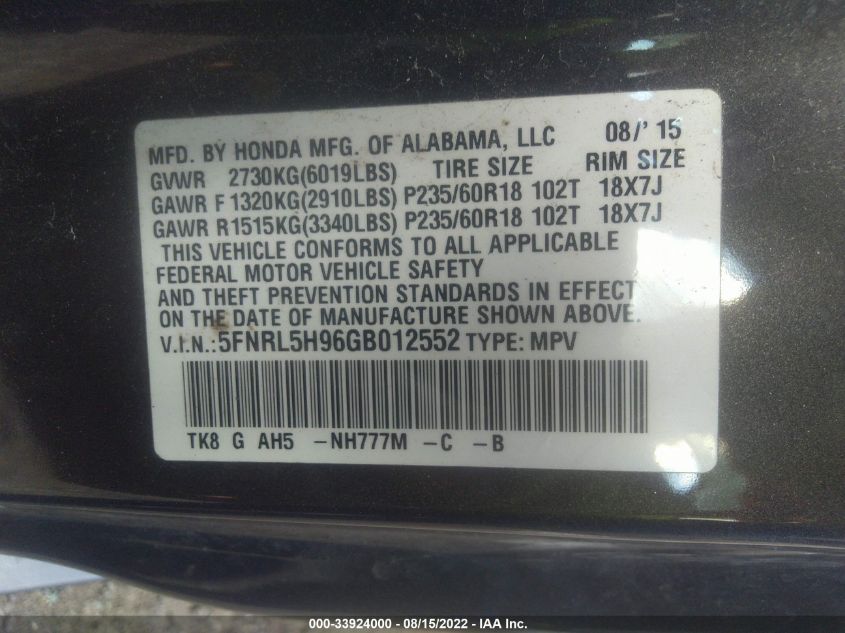 MFD. BY HONDA MFG. OF ALABAMA, LLC 08/' 15
GVWR 2730KG(6019LBS) TIRE SIZE RIM SIZE
GAWR F 1320KG(2910LBS) P235/60R18 102T 18X7J
GAWR R1515KG(3340LBS) P235/60R18 102T 18X7J
THIS VEHICLE CONFORMS TO ALL APPLICABLE
FEDERAL MOTOR VEHICLE SAFETY
AND THEFT PREVENTION STANDARDS IN EFFECT
ON THE DATE OF MANUFACTURE SHOWN ABOVE.
V.I.N.:5FNRL5H96GB012552 TYPE: MPV
TK8 G AH5 -NH777M -C -B
000-33924000 - 08/15/2022 - IAA Inc.